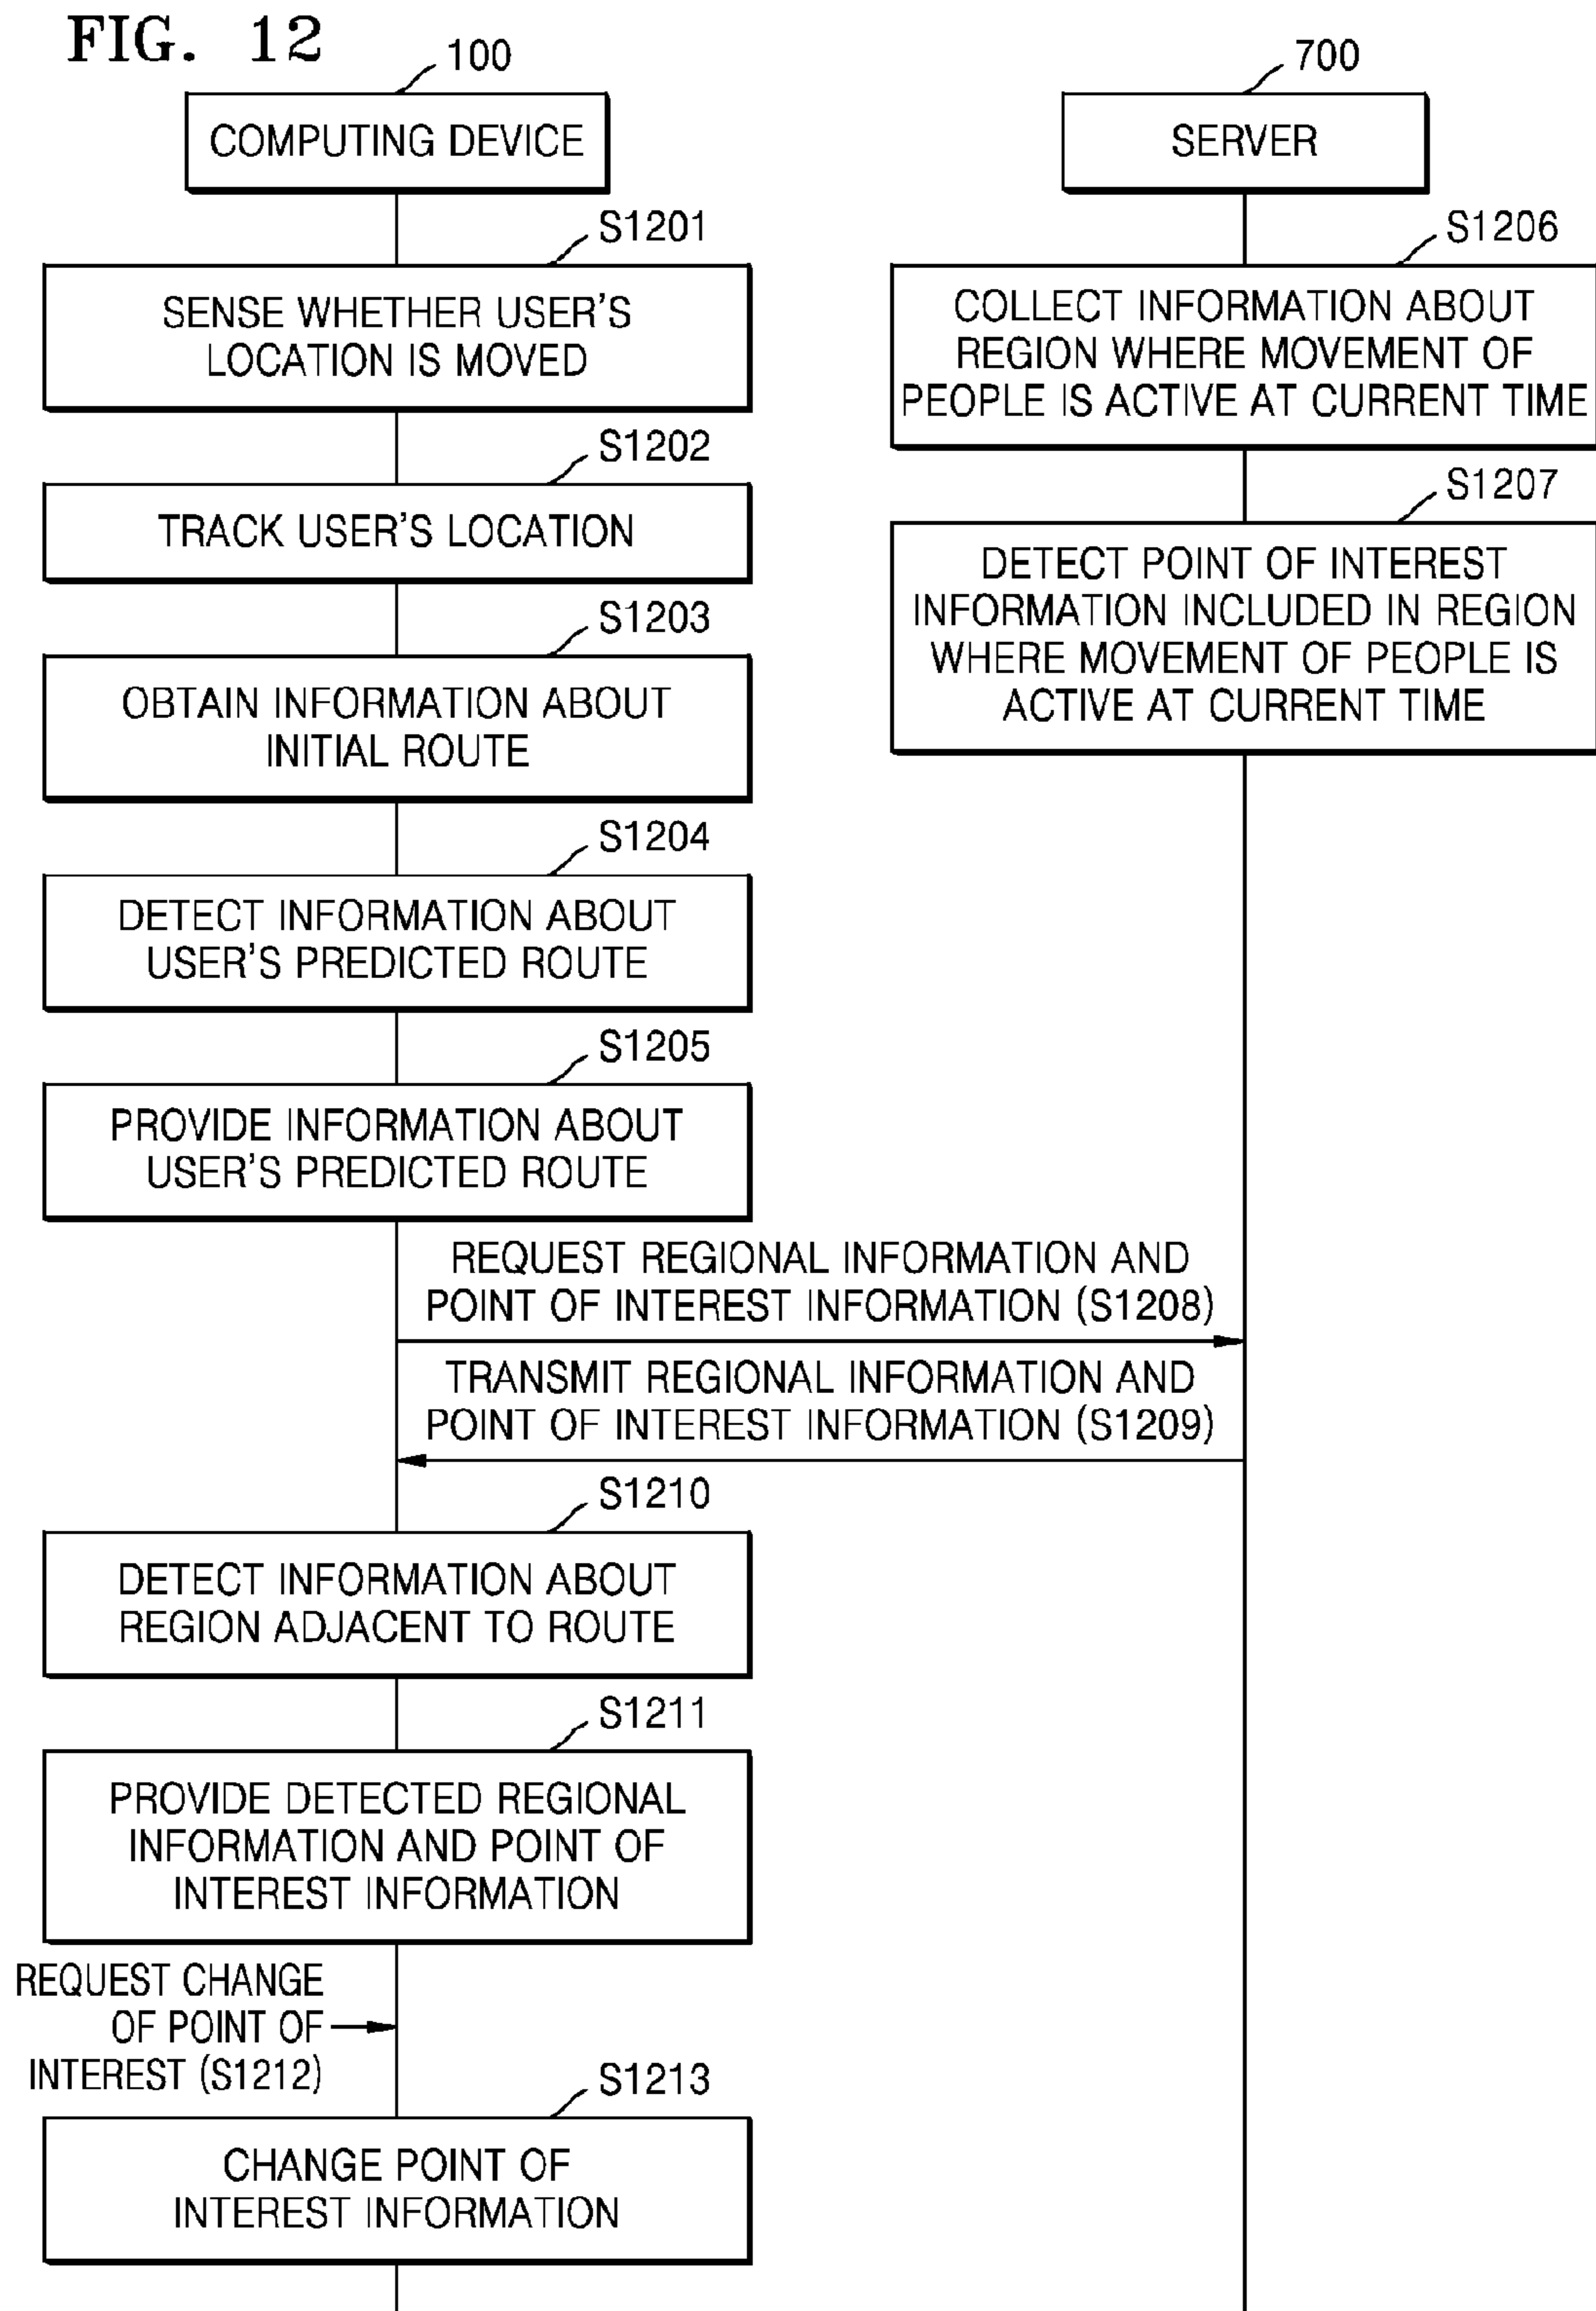 FIG. 12
100
700
COMPUTING DEVICE
SERVER
S1201
S1206
SENSE WHETHER USER'S
LOCATION IS MOVED
COLLECT INFORMATION ABOUT
REGION WHERE MOVEMENT OF
PEOPLE IS ACTIVE AT CURRENT TIME
S1202
TRACK USER'S LOCATION
S1207
DETECT POINT OF INTEREST
INFORMATION INCLUDED IN REGION
WHERE MOVEMENT OF PEOPLE IS
ACTIVE AT CURRENT TIME
S1203
OBTAIN INFORMATION ABOUT
INITIAL ROUTE
S1204
DETECT INFORMATION ABOUT
USER'S PREDICTED ROUTE
S1205
PROVIDE INFORMATION ABOUT
USER'S PREDICTED ROUTE
REQUEST REGIONAL INFORMATION AND
POINT OF INTEREST INFORMATION (S1208)
TRANSMIT REGIONAL INFORMATION AND
POINT OF INTEREST INFORMATION (S1209)
S1210
DETECT INFORMATION ABOUT
REGION ADJACENT TO ROUTE
S1211
PROVIDE DETECTED REGIONAL
INFORMATION AND POINT OF
INTEREST INFORMATION
REQUEST CHANGE
OF POINT OF
INTEREST (S1212)
S1213
CHANGE POINT OF
INTEREST INFORMATION